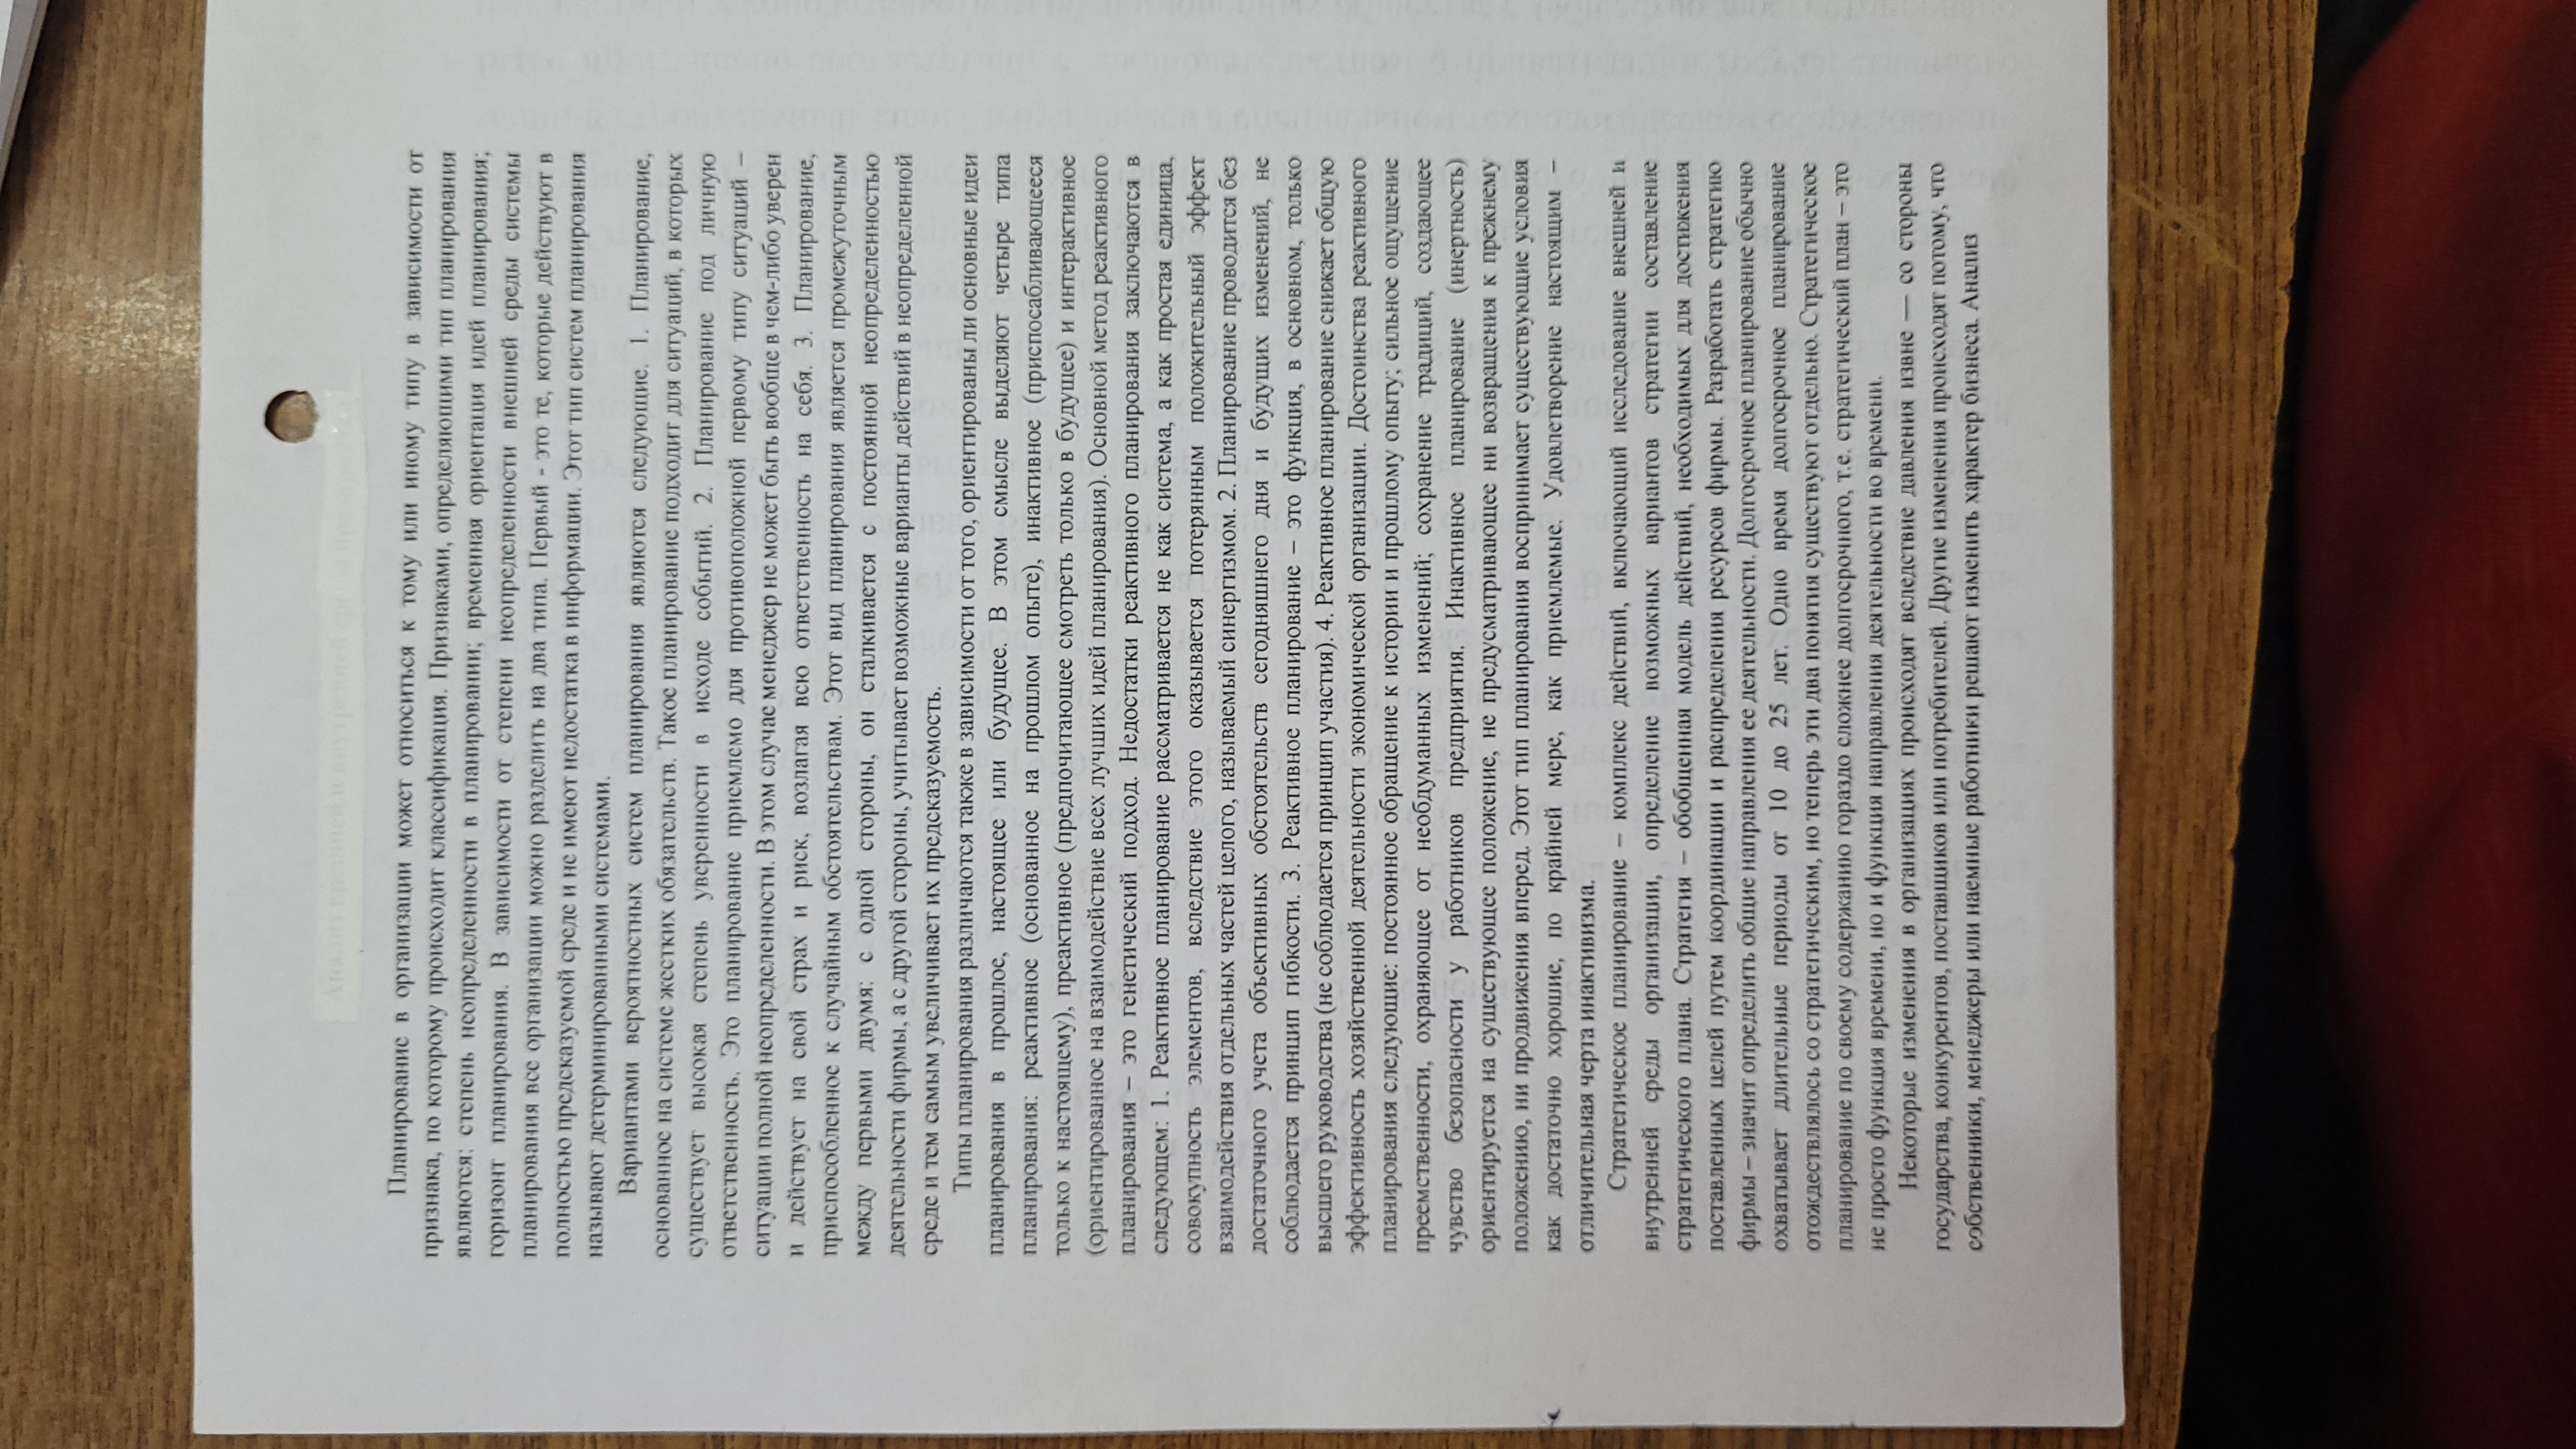 Анализ внешней и внутренней среды
Планирование в организации может относиться к тому или иному типу в зависимости от
признака, по которому происходит классификация. Признаками, определяющими тип планирования
являются: степень неопределенности в планировании; временная ориентация идей планирования;
горизонт планирования. В зависимости от степени неопределенности внешней среды системы
планирования все организации можно разделить на два типа. Первый - это те, которые действуют в
полностью предсказуемой среде и не имеют недостатка в информации. Этот тип систем планирования
называют детерминированными системами.
Вариантами вероятностных систем планирования являются следующие. 1. Планирование,
основанное на системе жестких обязательств. Такое планирование подходит для ситуаций, в которых
существует высокая степень уверенности в исходе событий. 2. Планирование под личную
ответственность. Это планирование приемлемо для противоположной первому типу ситуаций –
ситуации полной неопределенности. В этом случае менеджер не может быть вообще в чем-либо уверен
и действует на свой страх и риск, возлагая всю ответственность на себя. 3. Планирование,
приспособленное к случайным обстоятельствам. Этот вид планирования является промежуточным
между первыми двумя: с одной стороны, он сталкивается с постоянной неопределенностью
деятельности фирмы, а с другой стороны, учитывает возможные варианты действий в неопределенной
среде и тем самым увеличивает их предсказуемость.
Типы планирования различаются также в зависимости от того, ориентированы ли основные идеи
планирования в прошлое, настоящее или будущее. В этом смысле выделяют четыре типа
планирования: реактивное (основанное на прошлом опыте), инактивное (приспосабливающееся
только к настоящему), преактивное (предпочитающее смотреть только в будущее) и интерактивное
(ориентированное на взаимодействие всех лучших идей планирования). Основной метод реактивного
планирования – это генетический подход. Недостатки реактивного планирования заключаются в
следующем: 1. Реактивное планирование рассматривается не как система, а как простая единица,
совокупность элементов, вследствие этого оказывается потерянным положительный эффект
взаимодействия отдельных частей целого, называемый синергизмом. 2. Планирование проводится без
достаточного учета объективных обстоятельств сегодняшнего дня и будущих изменений, не
соблюдается принцип гибкости. 3. Реактивное планирование – это функция, в основном, только
высшего руководства (не соблюдается принцип участия). 4. Реактивное планирование снижает общую
эффективность хозяйственной деятельности экономической организации. Достоинства реактивного
планирования следующие: постоянное обращение к истории и прошлому опыту; сильное ощущение
преемственности, охраняющее от необдуманных изменений; сохранение традиций, создающее
чувство безопасности у работников предприятия. Инактивное планирование (инертность)
ориентируется на существующее положение, не предусматривающее ни возвращения к прежнему
положению, ни продвижения вперед. Этот тип планирования воспринимает существующие условия
как достаточно хорошие, по крайней мере, как приемлемые. Удовлетворение настоящим –
отличительная черта инактивизма.
Стратегическое планирование – комплекс действий, включающий исследование внешней и
внутренней среды организации, определение возможных вариантов стратегии составление
стратегического плана. Стратегия – обобщенная модель действий, необходимых для достижения
поставленных целей путем координации и распределения ресурсов фирмы. Разработать стратегию
фирмы – значит определить общие направления ее деятельности. Долгосрочное планирование обычно
охватывает длительные периоды от 10 до 25 лет. Одно время долгосрочное планирование
отождествлялось со стратегическим, но теперь эти два понятия существуют отдельно. Стратегическое
планирование по своему содержанию гораздо сложнее долгосрочного, т.е. стратегический план – это
не просто функция времени, но и функция направления деятельности во времени.
Некоторые изменения в организациях происходят вследствие давления извне — со стороны
государства, конкурентов, поставщиков или потребителей. Другие изменения происходят потому, что
собственники, менеджеры или наемные работники решают изменить характер бизнеса. Анализ